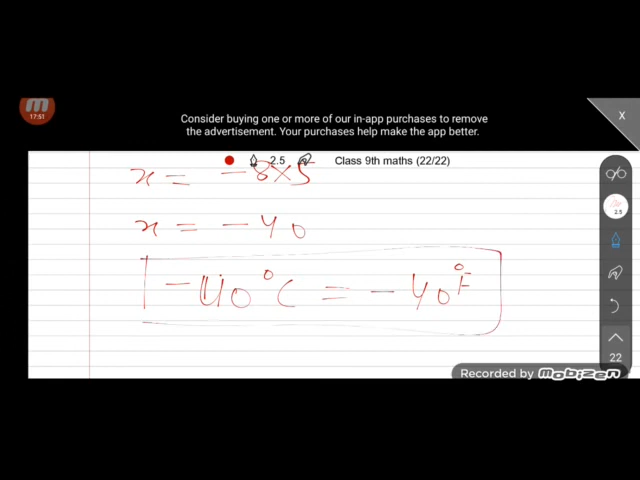 17:51
Consider buying one or more of our in-app purchases to remove
the advertisement. Your purchases help make the app better.
X
2.5 Class 9th maths (22/22)
x = -8×5
2.5
x = -40
-40°C = -40°F
22
Recorded by mobizen